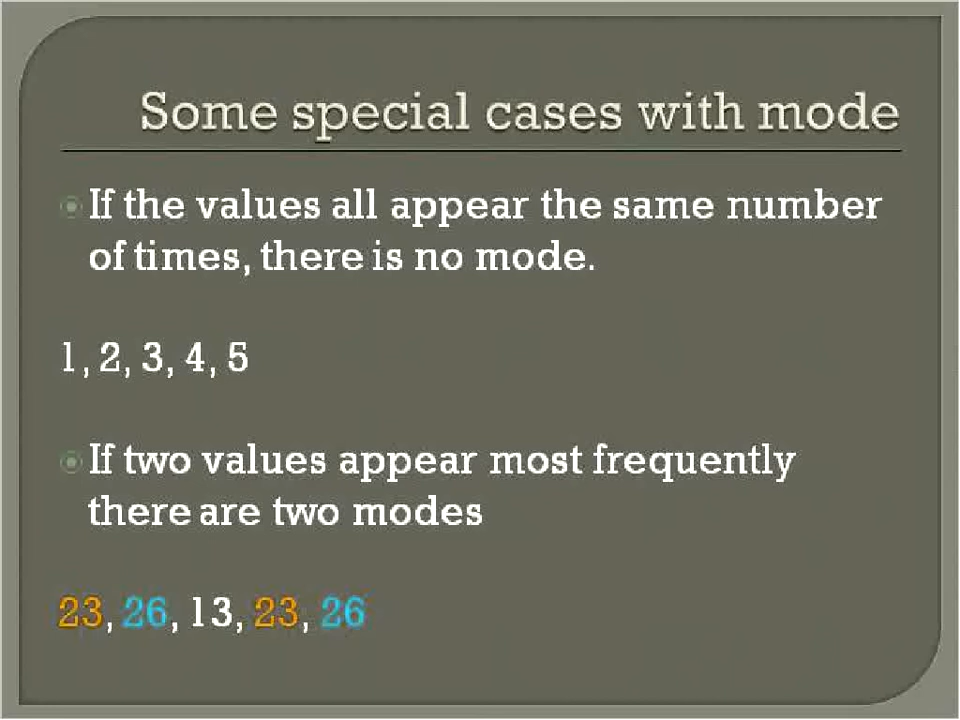 Some special cases with mode
If the values all appear the same number
of times, there is no mode.
1, 2, 3, 4, 5
If two values appear most frequently
there are two modes
23, 26, 13, 23, 26